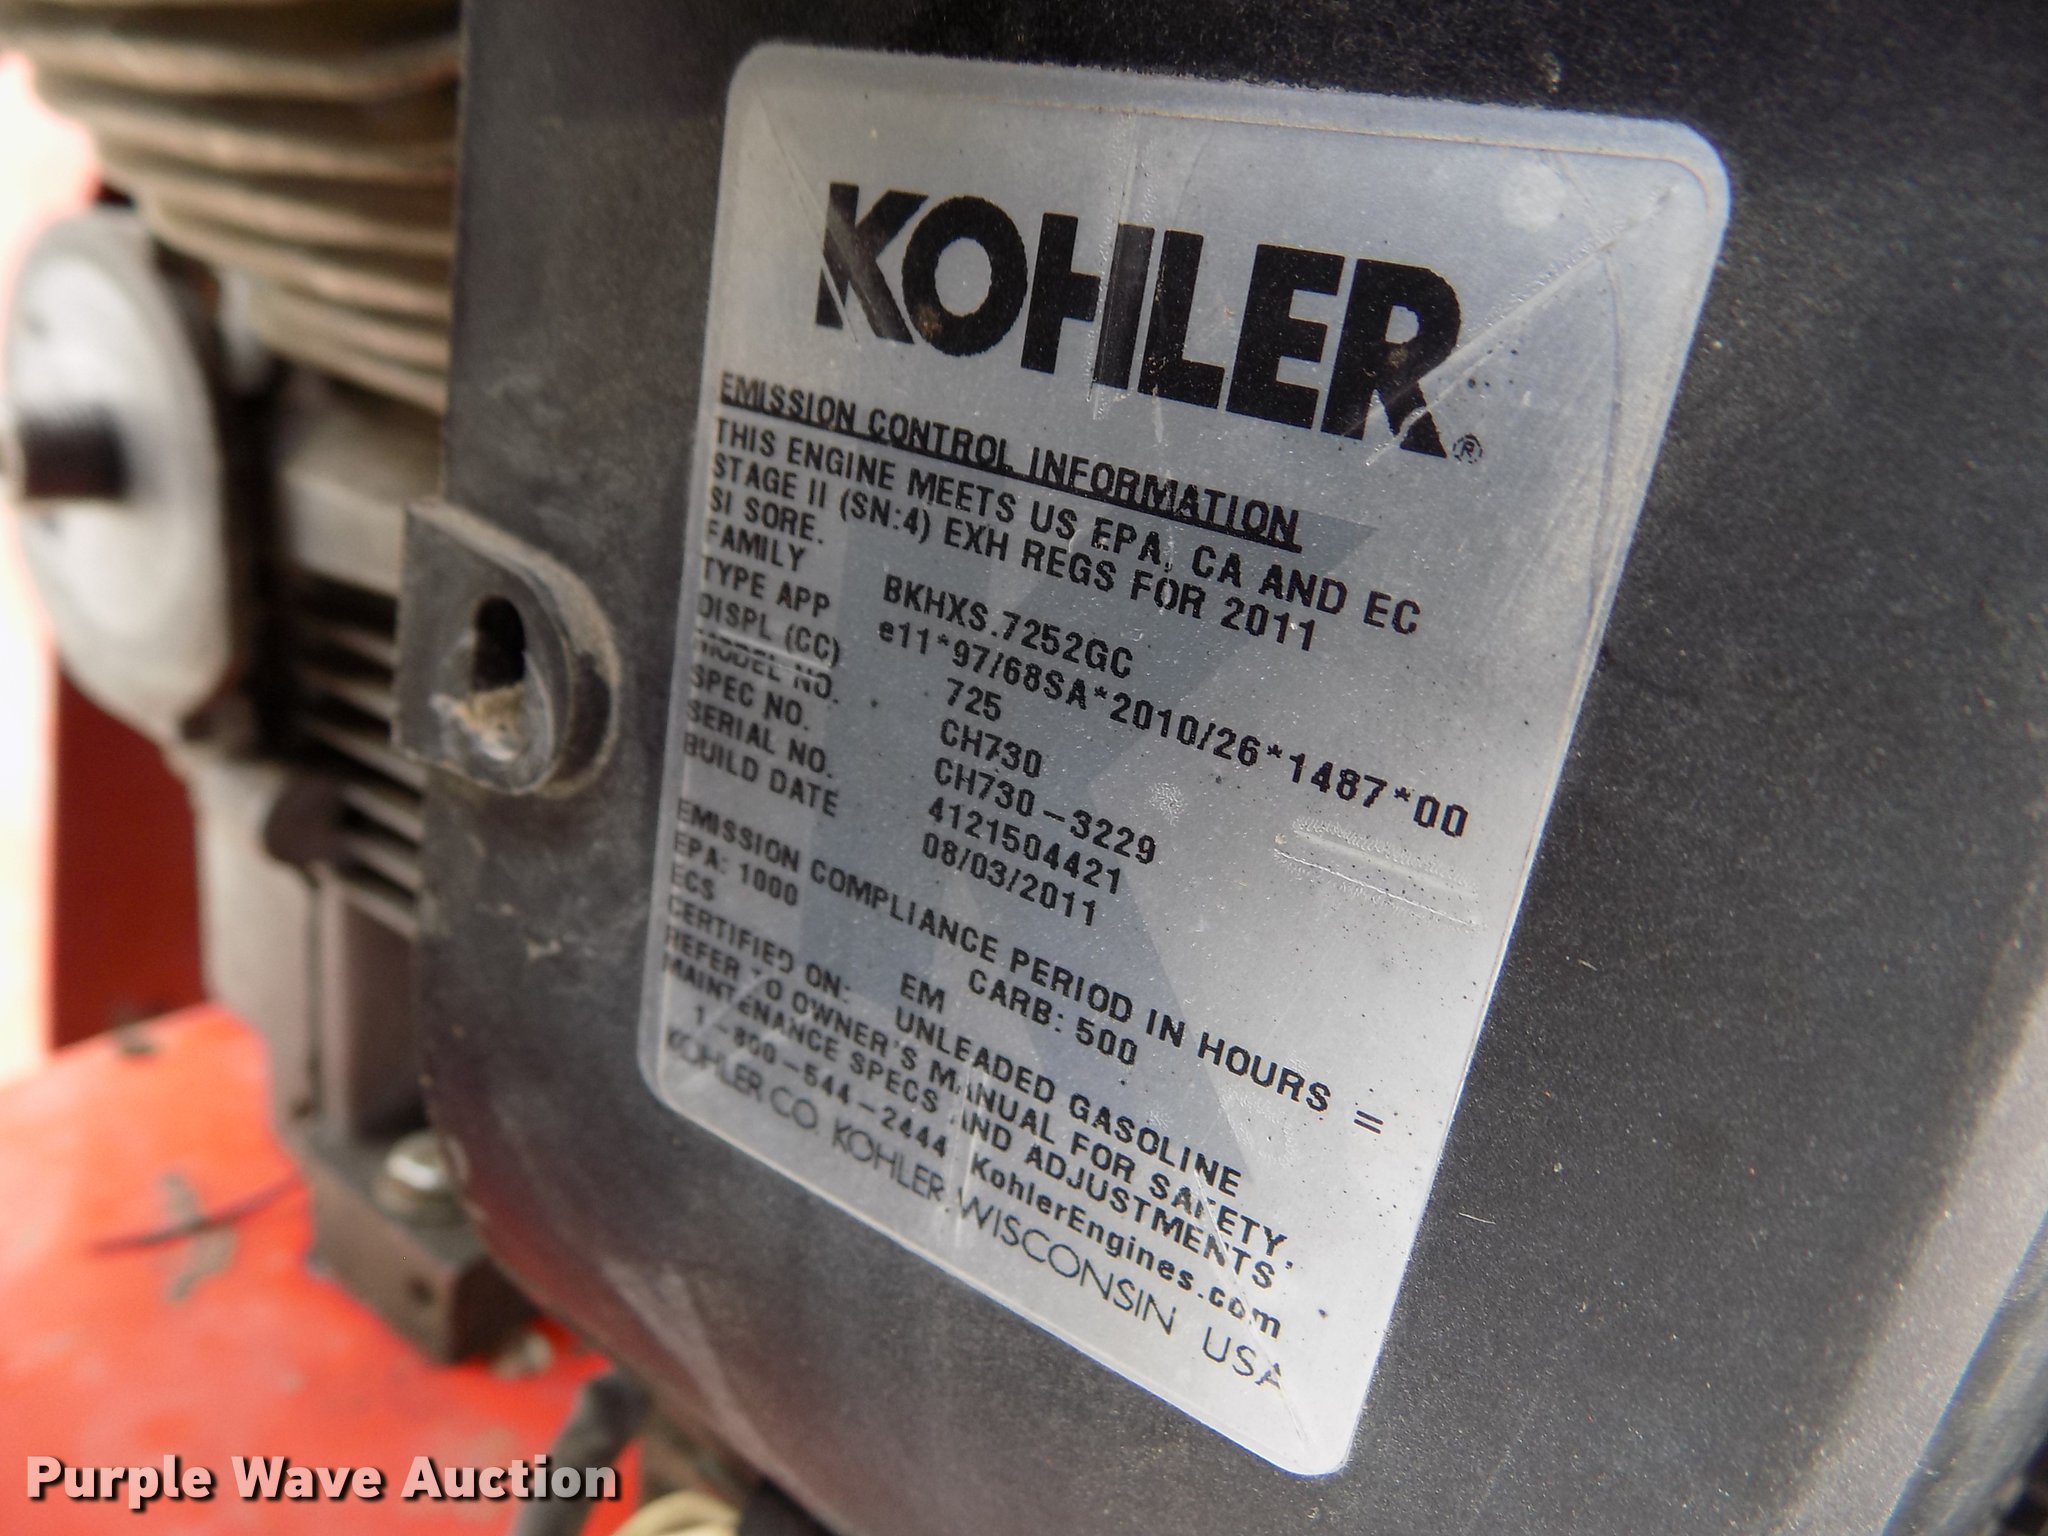 KOHLER®
EMISSION CONTROL INFORMATION
THIS ENGINE MEETS US EPA, CA AND EC
STAGE II (SN:4) EXH REGS FOR 2011
SI SORE.
FAMILY BKHXS.7252GC
TYPE APP e11*97/68SA*2010/26*1487*00
DISPL (CC) 725
MODEL NO. CH730
SPEC NO. CH730-3229
SERIAL NO. 4121504421
BUILD DATE 08/03/2011
EMISSION COMPLIANCE PERIOD IN HOURS =
EPA: 1000 CARB: 500
ECS EM
CERTIFIED ON: UNLEADED GASOLINE
REFER TO OWNER'S MANUAL FOR SAFETY,
MAINTENANCE SPECS AND ADJUSTMENTS,
1-800-544-2444 KohlerEngines.com
KOHLER CO. KOHLER, WISCONSIN USA
Purple Wave Auction